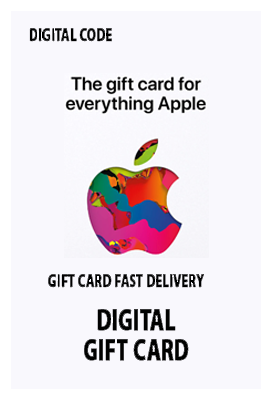 DIGITAL CODE
The gift card for
everything Apple
GIFT CARD FAST DELIVERY
DIGITAL
GIFT CARD